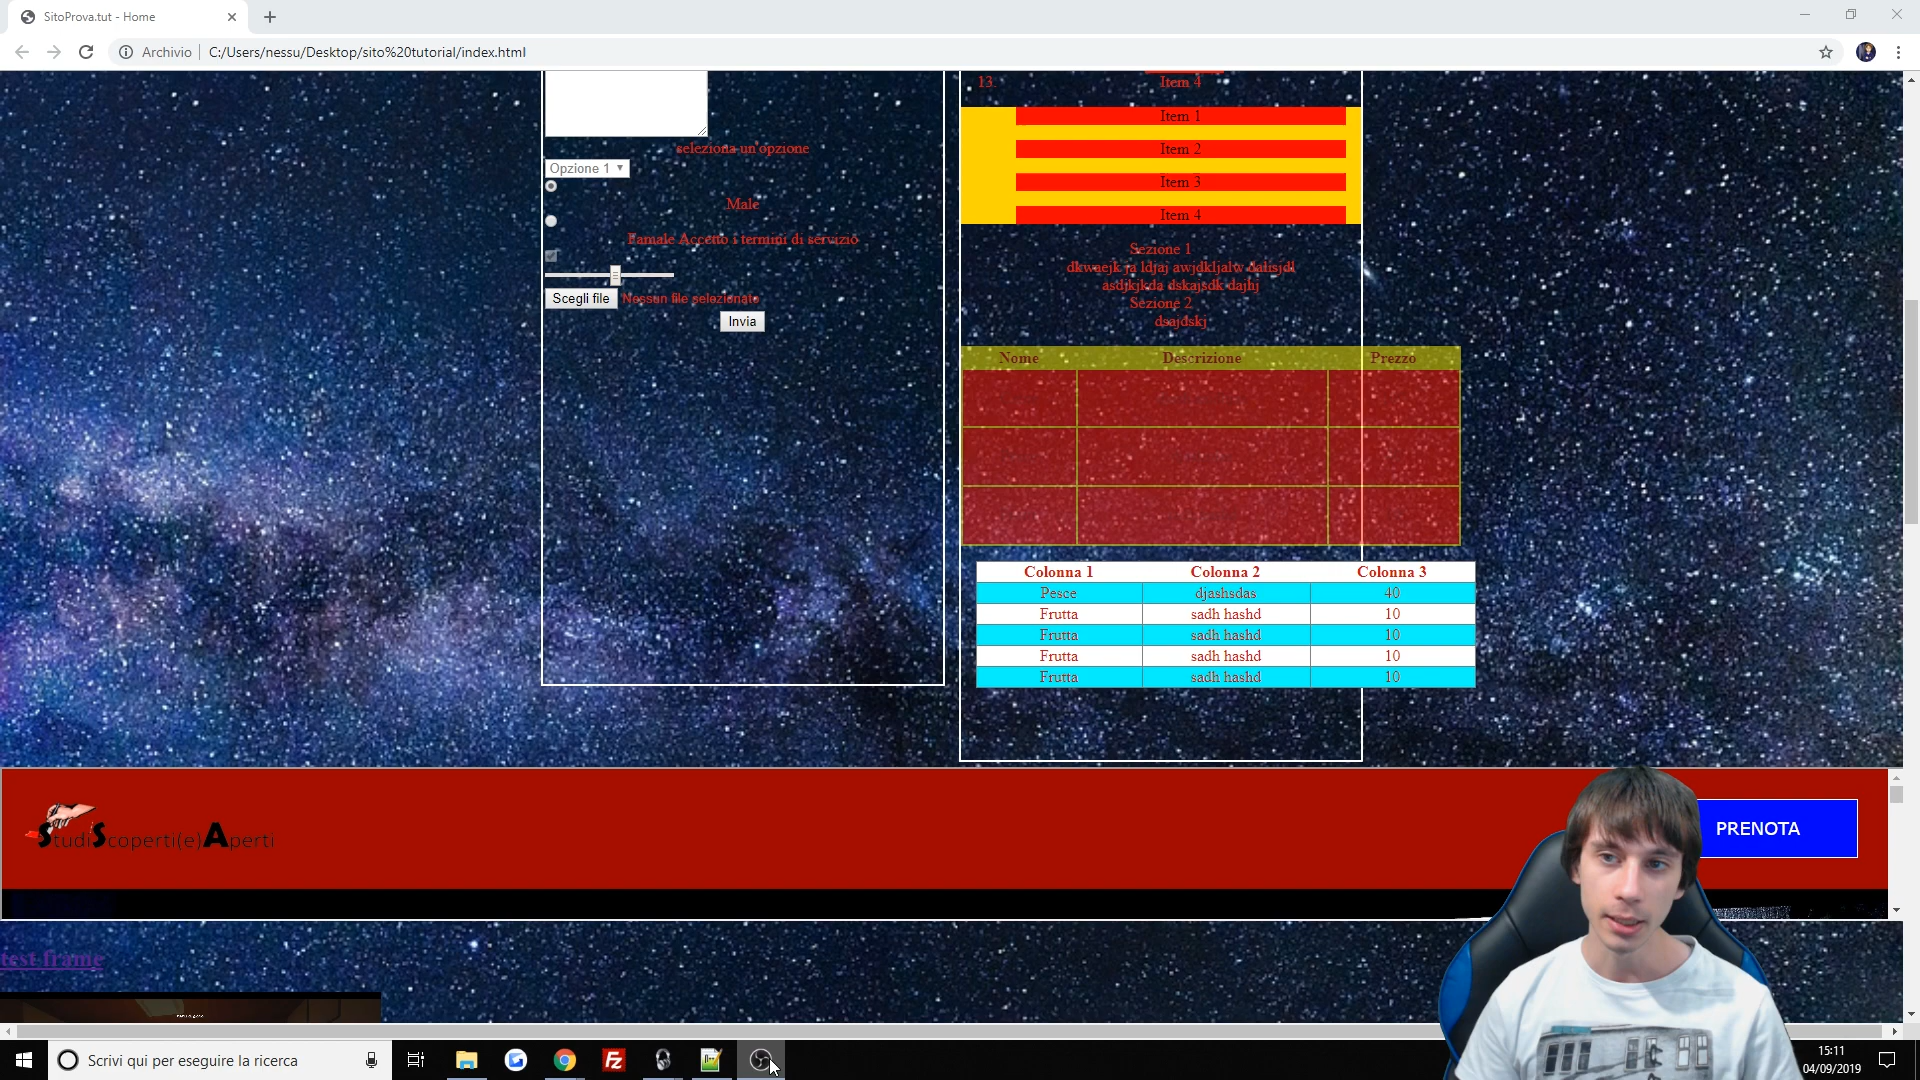 SitoProva.tut - Home
Archivio
C:/Users/nessu/Desktop/sito%20tutorial/index.html
seleziona un'opzione
Opzione 1
Male
Famale Accetto i termini di servizio
Scegli file
Nessun file selezionato
Invia
13.
Item 4
Item 1
Item 2
Item 3
Item 4
Sezione 1
dkwaejk ja ldjaj awjdkljalw
asdjkjkda dskajsdk dajhj
Sezione 2
dsajdskj
Nome Descrizione Prezzo
Colonna 1 Colonna 2 Colonna 3
Pesce djashsdas 40
Frutta sadh hashd 10
Frutta sadh hashd 10
Frutta sadh hashd 10
Frutta sadh hashd 10
StudiScoperti(e)Aperti
PRENOTA
test frame
Scrivi qui per eseguire la ricerca
15:11
04/09/2019